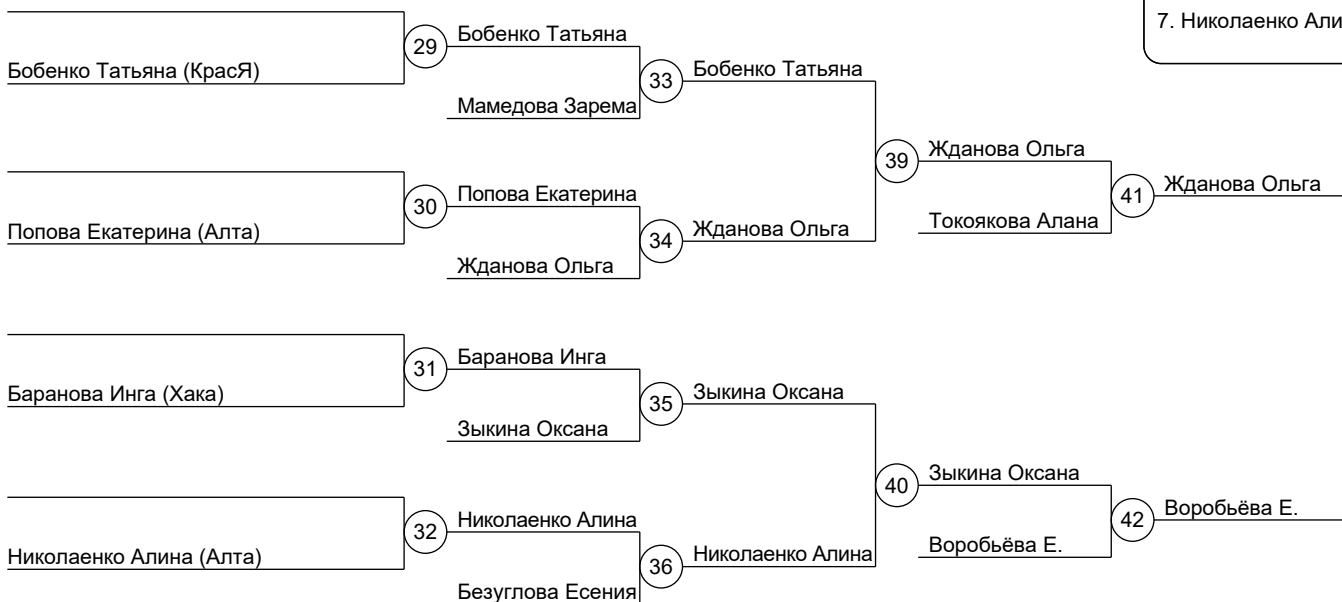 7. Николаенко Али
29
Бобенко Татьяна
Бобенко Татьяна (КрасЯ)
33
Бобенко Татьяна
Мамедова Зарема
39
Жданова Ольга
30
Попова Екатерина
41
Жданова Ольга
Попова Екатерина (Алта)
34
Жданова Ольга
Токоякова Алана
Жданова Ольга
31
Баранова Инга
Баранова Инга (Хака)
35
Зыкина Оксана
Зыкина Оксана
40
Зыкина Оксана
32
Николаенко Алина
42
Воробьёва Е.
Николаенко Алина (Алта)
36
Николаенко Алина
Воробьёва Е.
Безуглова Есения